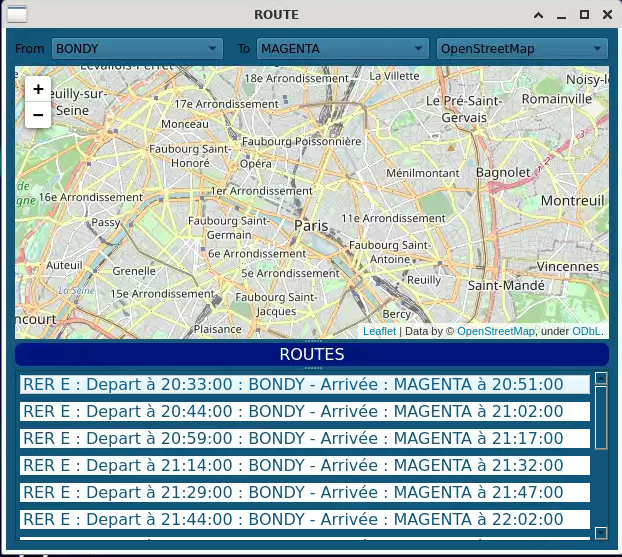 ROUTE
From BONDY To MAGENTA OpenStreetMap
Levallois-Perret
18e Arrondissement
La Villette
Noisy-l
+
euilly-sur-
Seine
17e Arrondissement
Le Pré-Saint-
Gervais
Romainville
−
Monceau
Faubourg Saint-
Honoré
Faubourg Poissonnière
Opéra
Ménilmontant
Bagnolet
16e Arrondissement
1er Arrondissement
Montreuil
Passy
Faubourg Saint-
Germain
Paris
11e Arrondissement
6e Arrondissement
Faubourg Saint-
Antoine
Auteuil
Grenelle
5e Arrondissement
Reuilly
Vincennes
La Seine
15e Arrondissement
Faubourg Saint-
Jacques
Saint-Mandé
ncourt
Plaisance
Bercy
Leaflet | Data by © OpenStreetMap, under ODbL.
ROUTES
RER E : Depart à 20:33:00 : BONDY - Arrivée : MAGENTA à 20:51:00
RER E : Depart à 20:44:00 : BONDY - Arrivée : MAGENTA à 21:02:00
RER E : Depart à 20:59:00 : BONDY - Arrivée : MAGENTA à 21:17:00
RER E : Depart à 21:14:00 : BONDY - Arrivée : MAGENTA à 21:32:00
RER E : Depart à 21:29:00 : BONDY - Arrivée : MAGENTA à 21:47:00
RER E : Depart à 21:44:00 : BONDY - Arrivée : MAGENTA à 22:02:00